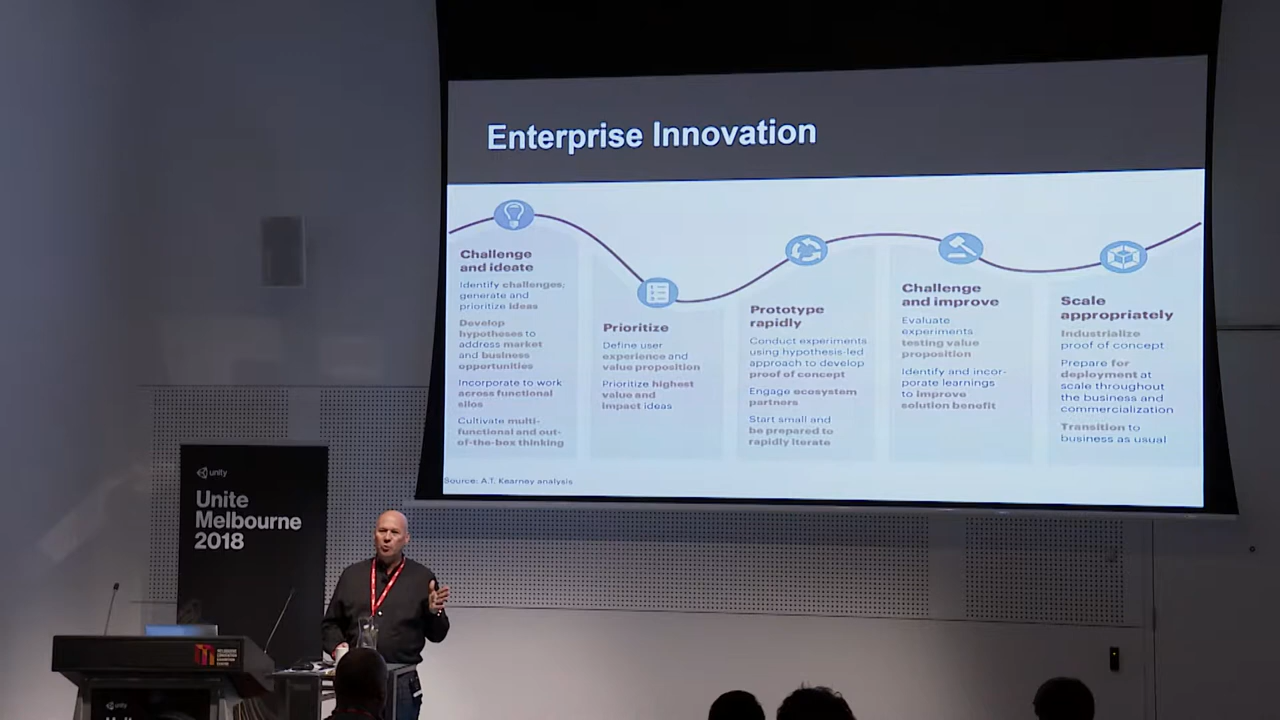 Enterprise Innovation
Challenge
and ideate
Identify challenges;
generate and
prioritize ideas
Develop
hypotheses to
address market
and business
opportunities
Incorporate to work
across functional
silos
Cultivate multi-
functional and out-
of-the-box thinking
Prioritize
Define user
experience and
value proposition
Prioritize highest
value and
impact ideas
Prototype
rapidly
Conduct experiments
using hypothesis-led
approach to develop
proof of concept
Engage ecosystem
partners
Start small and
be prepared to
rapidly iterate
Challenge
and improve
Evaluate
experiments
testing value
proposition
Identify and incor-
porate learnings
to improve
solution benefit
Scale
appropriately
Industrialize
proof of concept
Prepare for
deployment at
scale throughout
the business and
commercialization
Transition to
business as usual
Source: A.T. Kearney analysis
unity
Unite
Melbourne
2018
unity